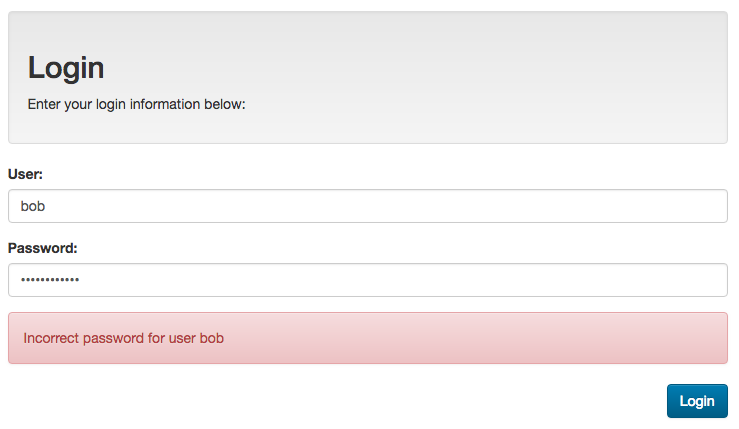 Login
Enter your login information below:
User:
bob
Password:
••••••••••••
Incorrect password for user bob
Login